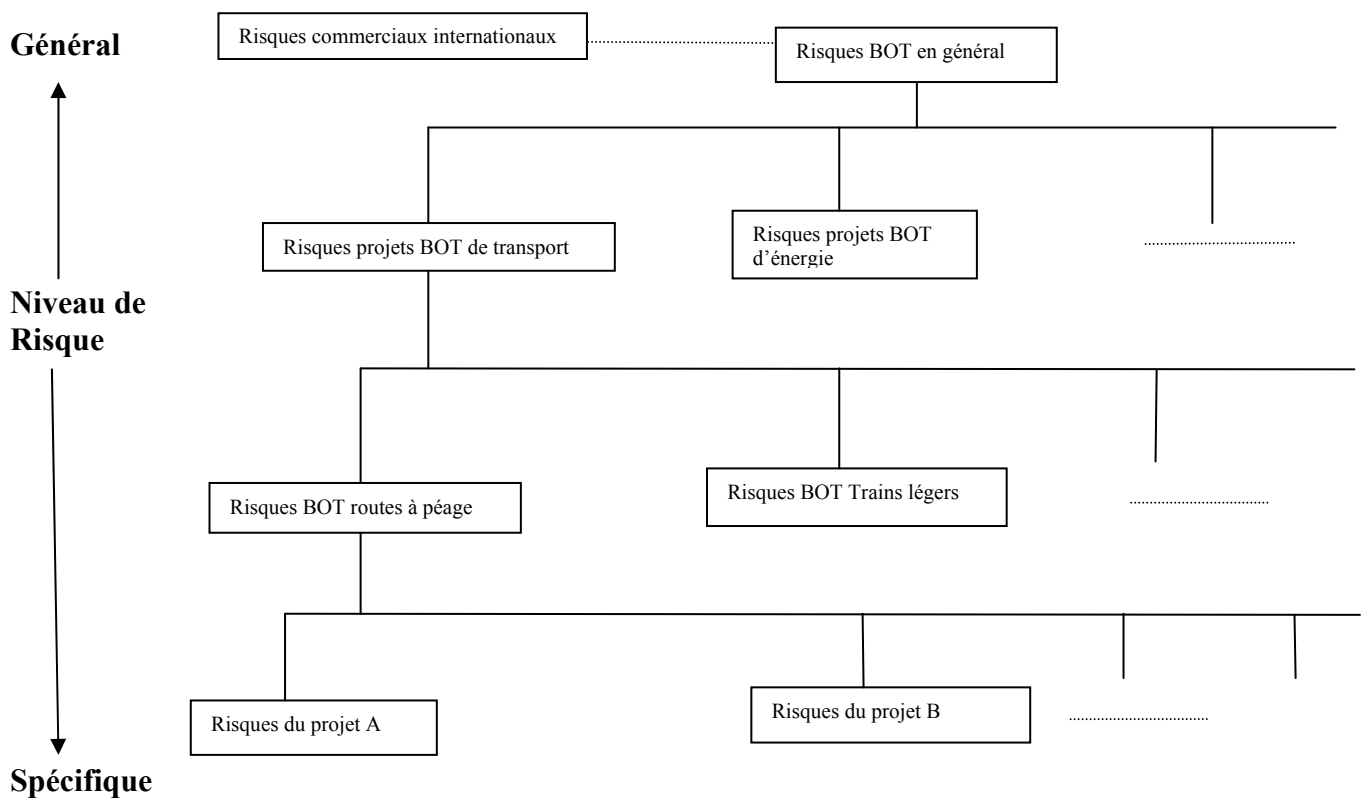 Général
Risques commerciaux internationaux
Risques BOT en général
Risques projets BOT de transport
Risques projets BOT
d’énergie
Niveau de
Risque
Risques BOT routes à péage
Risques BOT Trains légers
Risques du projet A
Risques du projet B
Spécifique